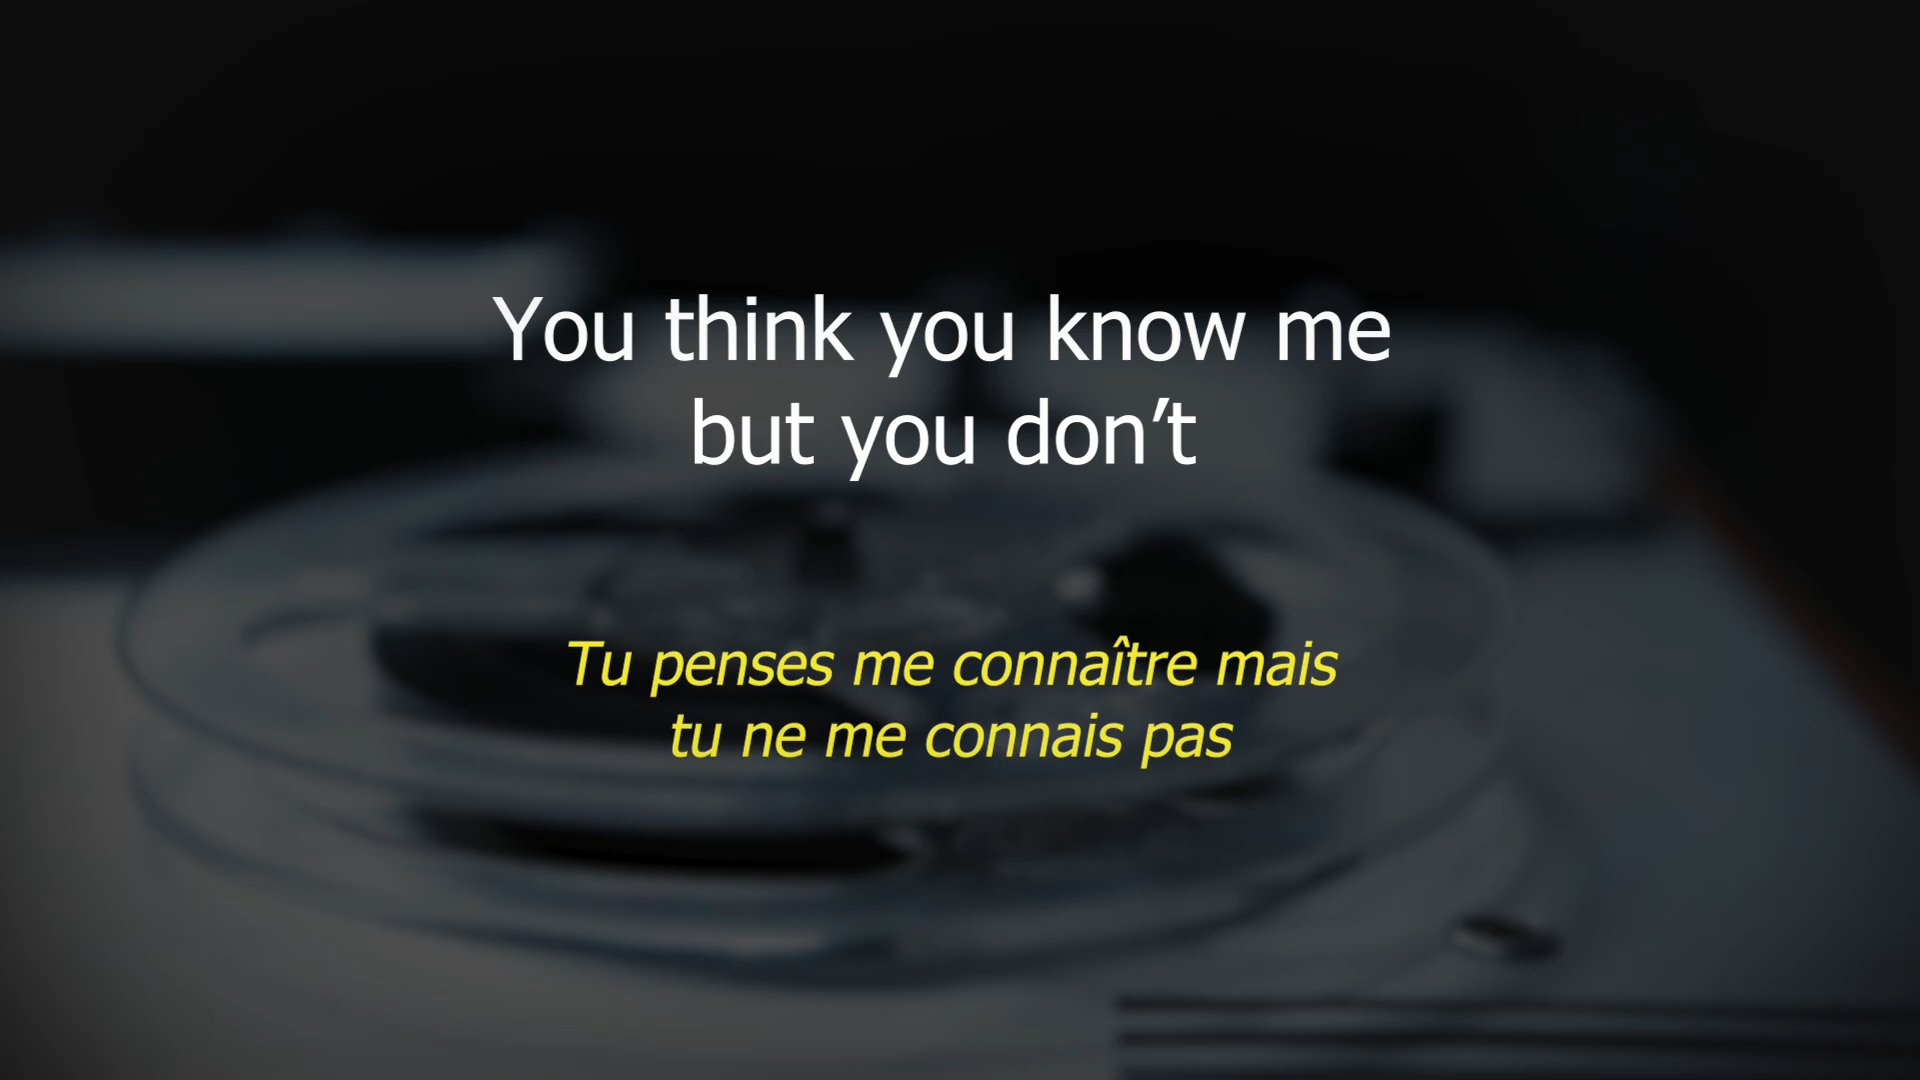 You think you know me
but you don’t
Tu penses me connaître mais
tu ne me connais pas